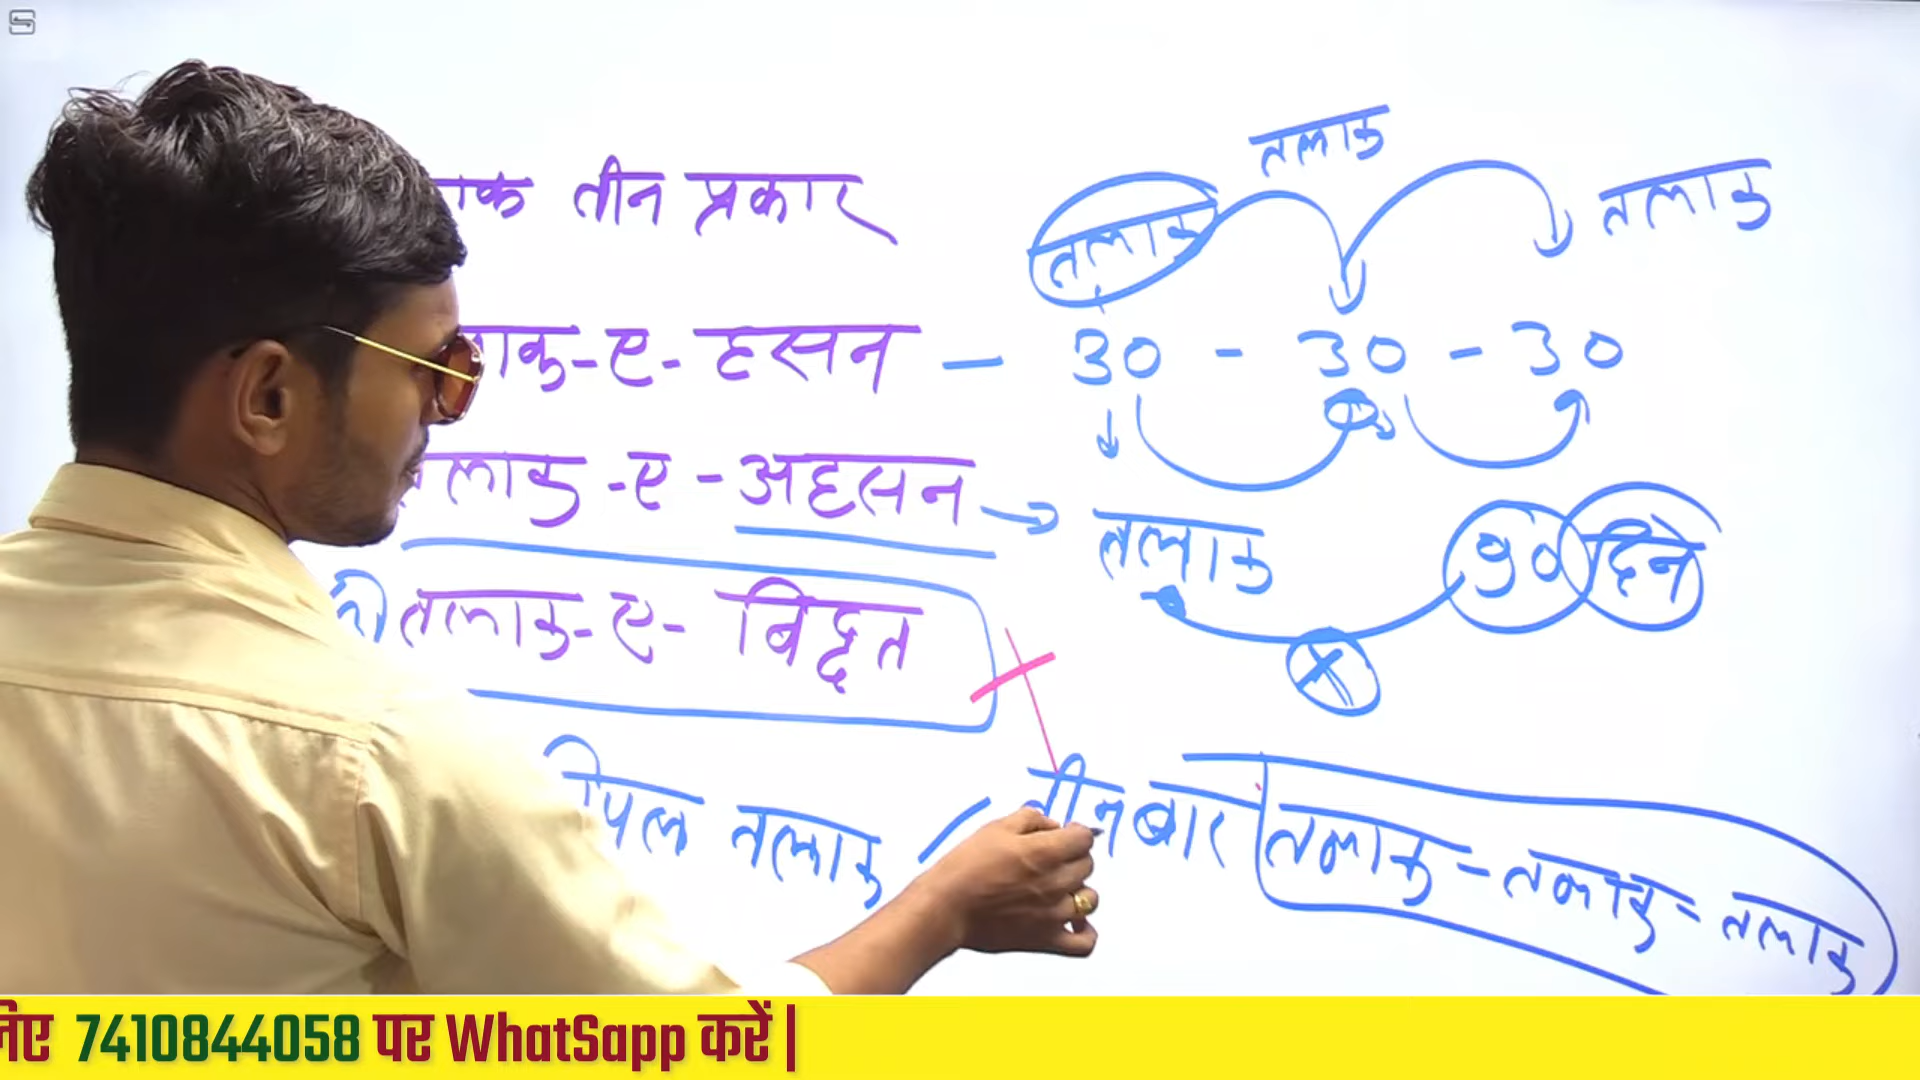 तीन प्रकार
तलाक
तलाक
तलाक
-ए-हसन – 30 - 30 - 30
-ए-अहसन → तलाक 90 दिन
तलाक-ए-बिद्दत
तलाक / तीन बार तलाक-तलाक-तलाक
7410844058 पर WhatSapp करें |